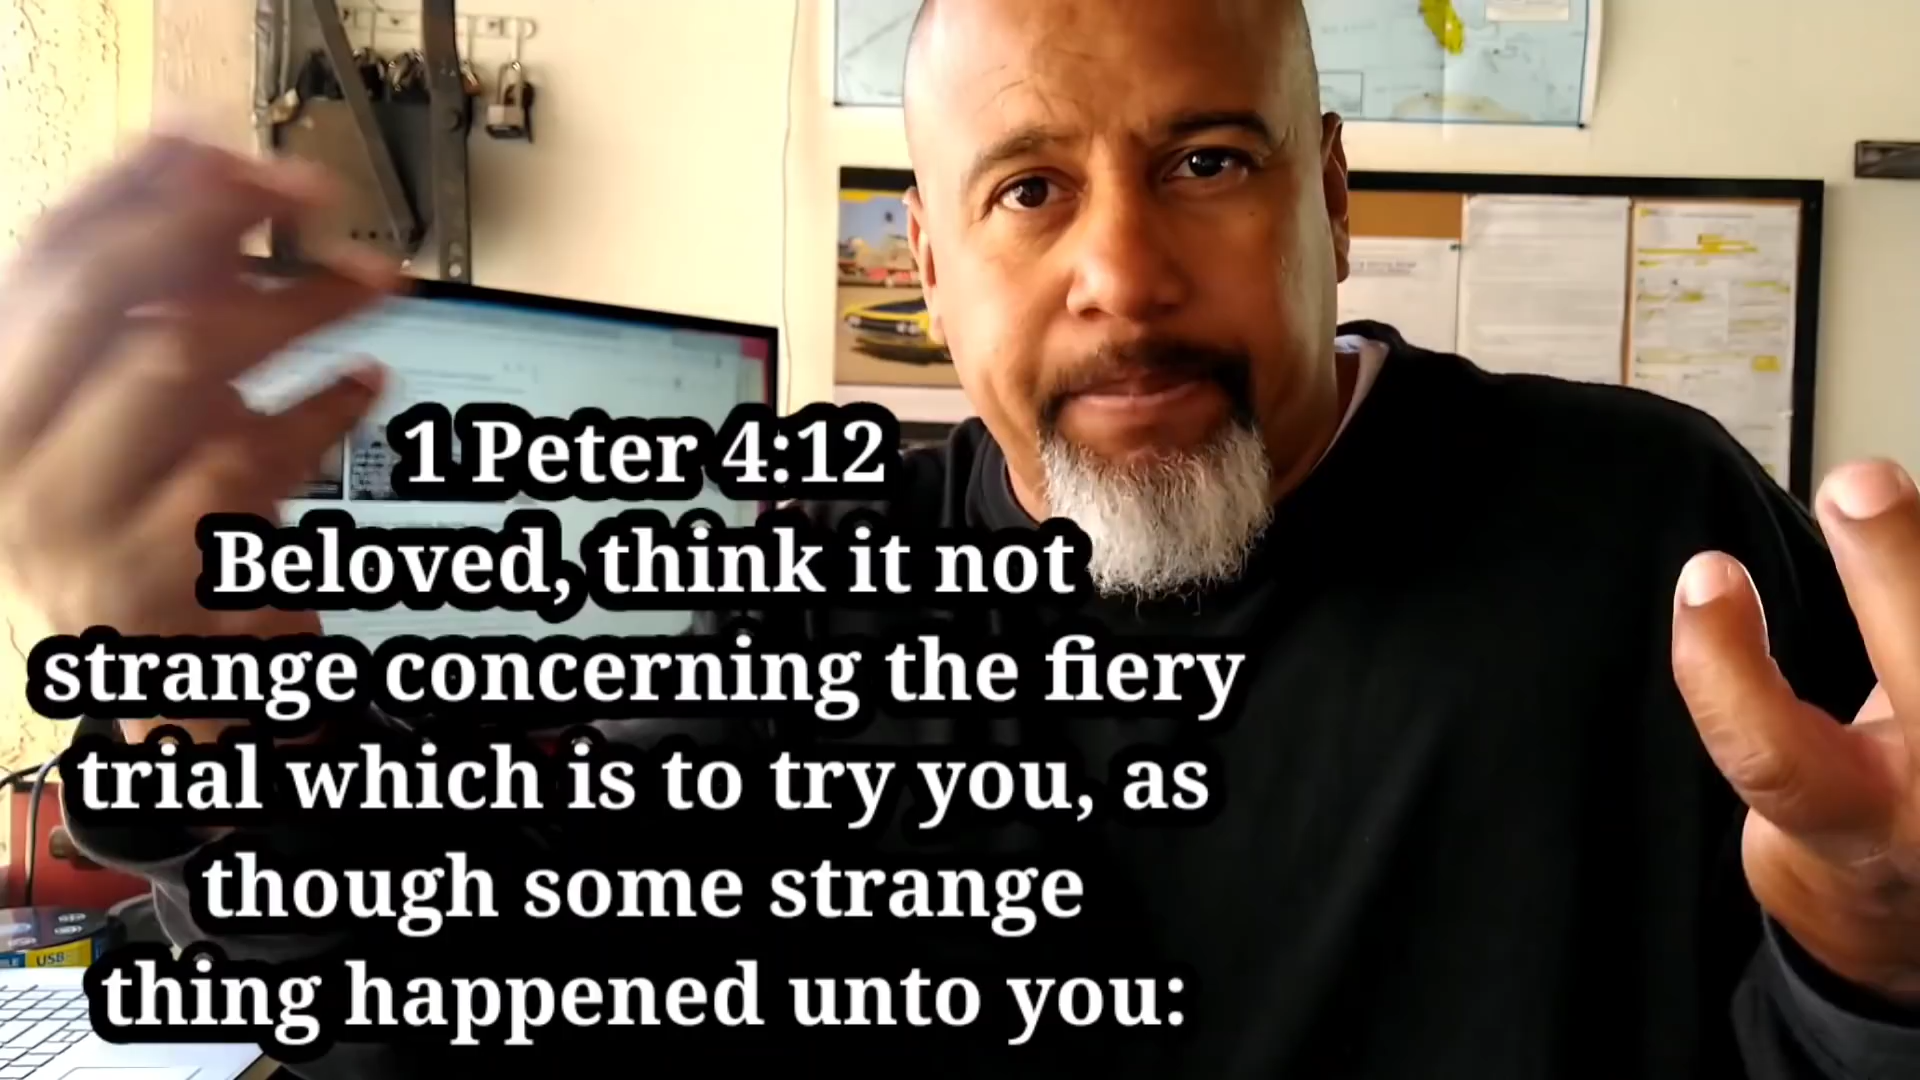 1 Peter 4:12
Beloved, think it not
strange concerning the fiery
trial which is to try you, as
though some strange
thing happened unto you:
USB-